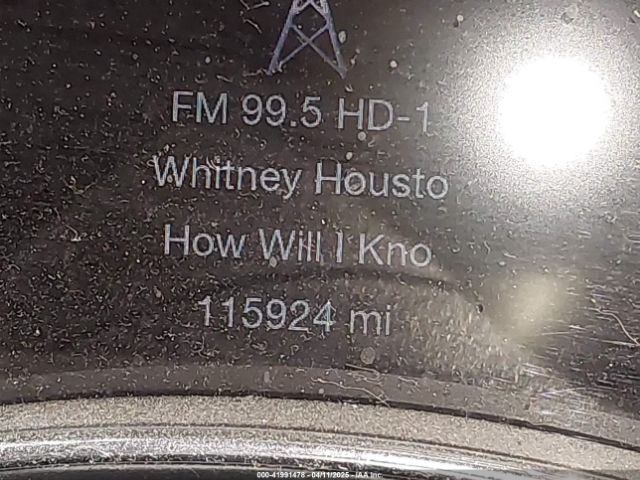 FM 99.5 HD-1
Whitney Housto
How Will I Kno
115924 mi
000-41991478 - 04/11/2025 - IAA Inc.